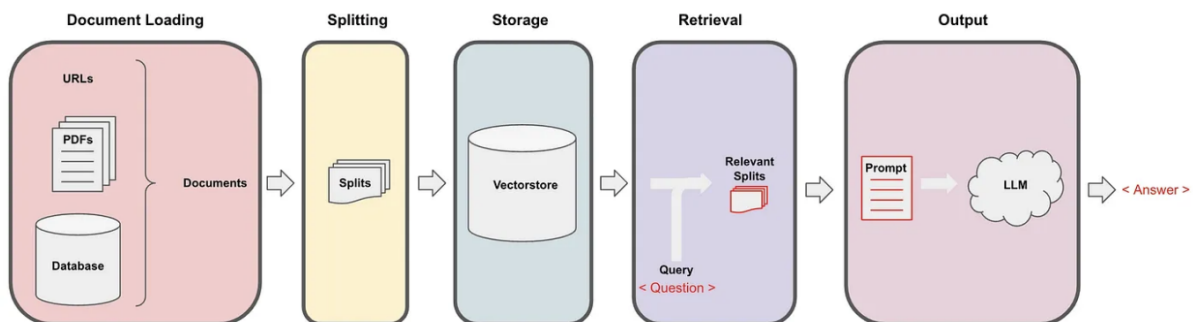 Document Loading
Splitting
Storage
Retrieval
Output
URLs
PDFs
Database
Documents
Splits
Vectorstore
Relevant
Splits
Query
< Question >
Prompt
LLM
< Answer >